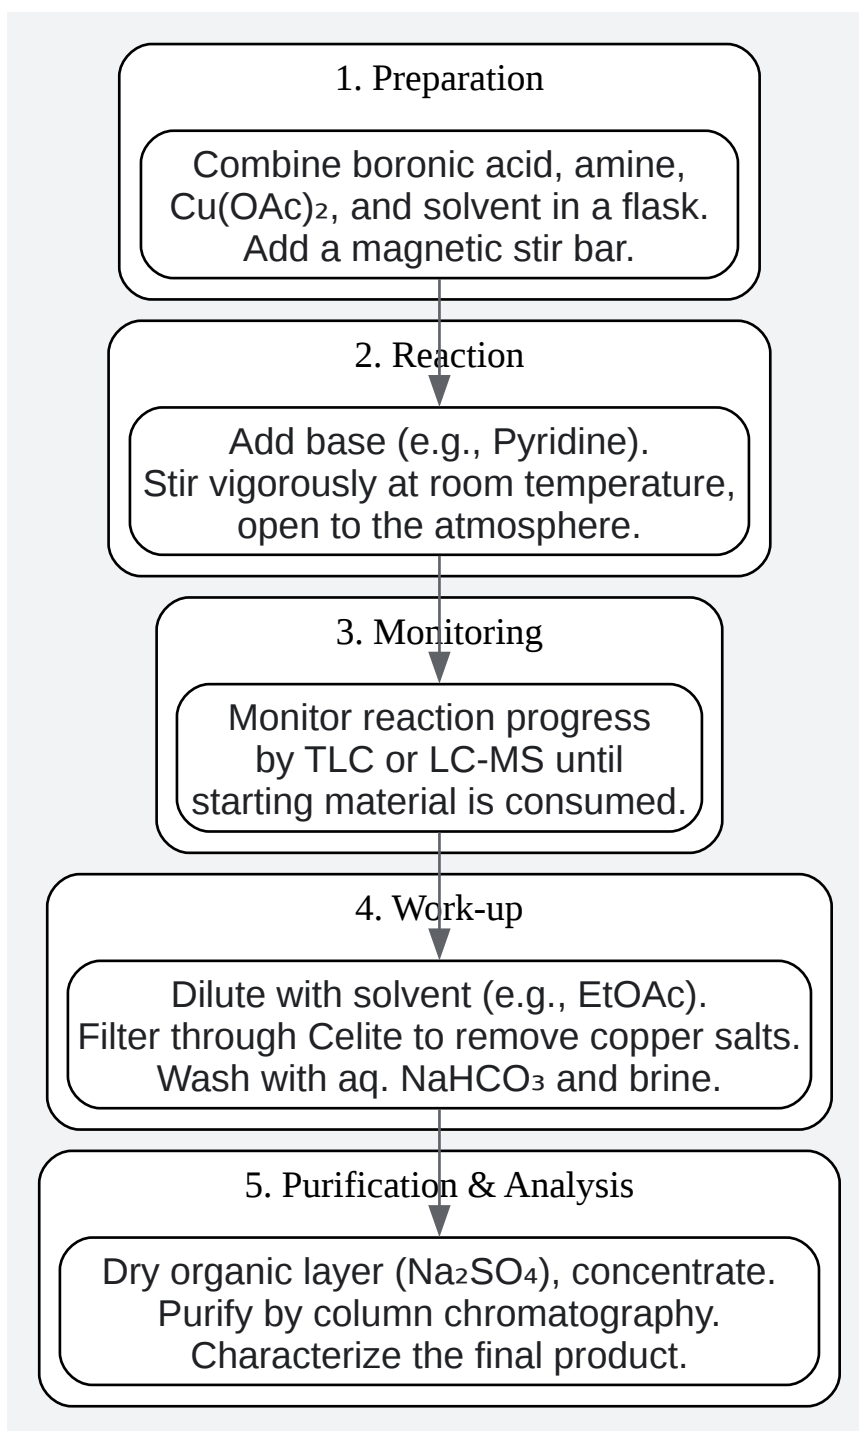 1. Preparation
Combine boronic acid, amine,
Cu(OAc)₂, and solvent in a flask.
Add a magnetic stir bar.
2. Reaction
Add base (e.g., Pyridine).
Stir vigorously at room temperature,
open to the atmosphere.
3. Monitoring
Monitor reaction progress
by TLC or LC-MS until
starting material is consumed.
4. Work-up
Dilute with solvent (e.g., EtOAc).
Filter through Celite to remove copper salts.
Wash with aq. NaHCO₃ and brine.
5. Purification & Analysis
Dry organic layer (Na₂SO₄), concentrate.
Purify by column chromatography.
Characterize the final product.